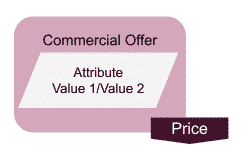 Commercial Offer
Attribute
Value 1/Value 2
Price